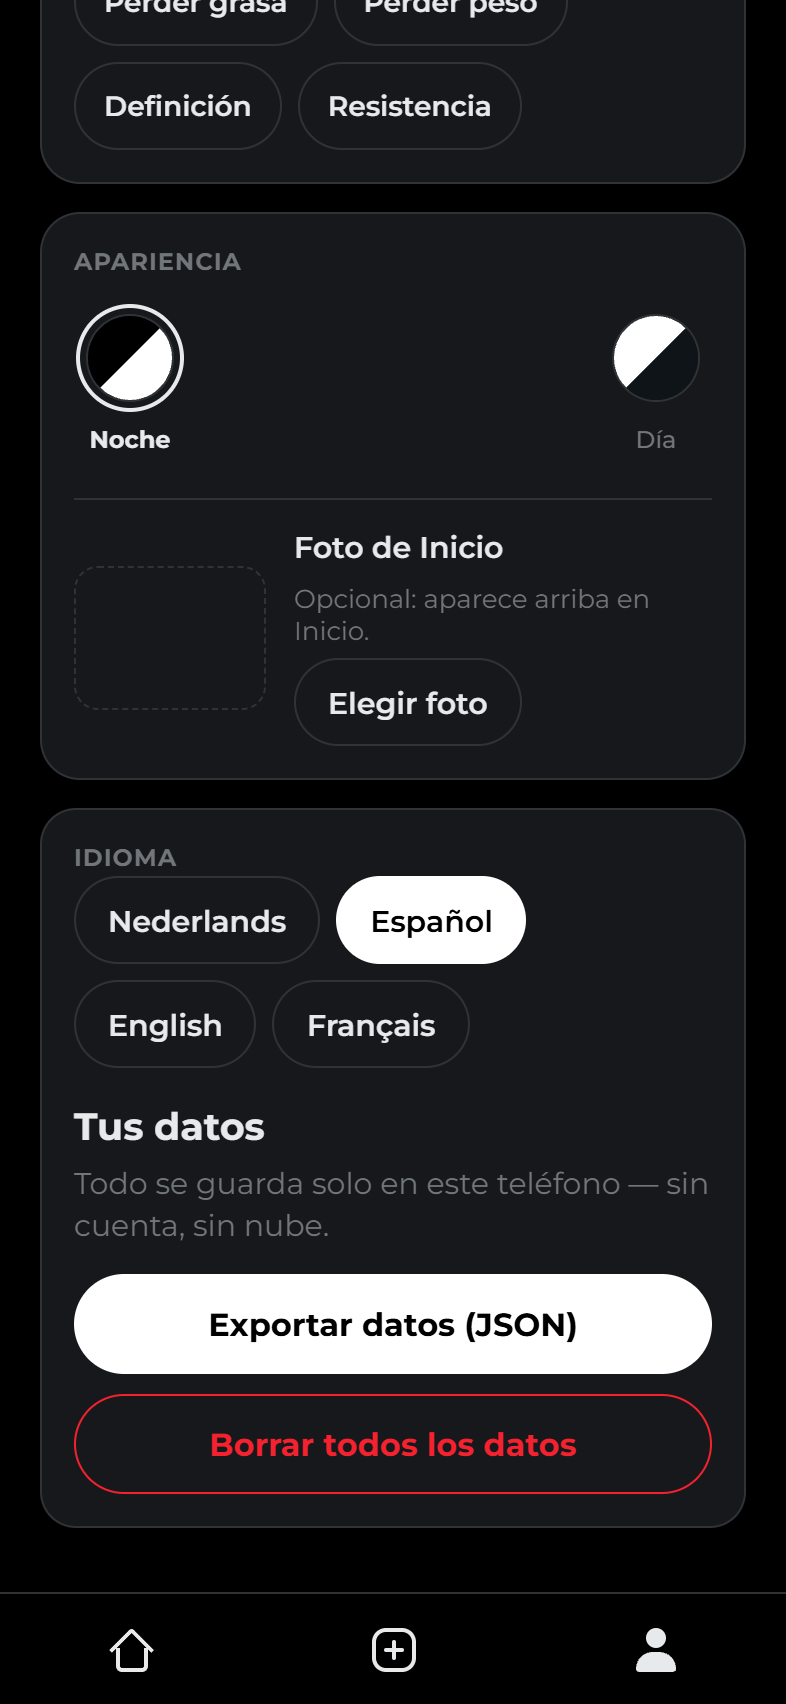 Perder grasa
Perder peso
Definición
Resistencia
APARIENCIA
Noche
Día
Foto de Inicio
Opcional: aparece arriba en
Inicio.
Elegir foto
IDIOMA
Nederlands
Español
English
Français
Tus datos
Todo se guarda solo en este teléfono — sin
cuenta, sin nube.
Exportar datos (JSON)
Borrar todos los datos